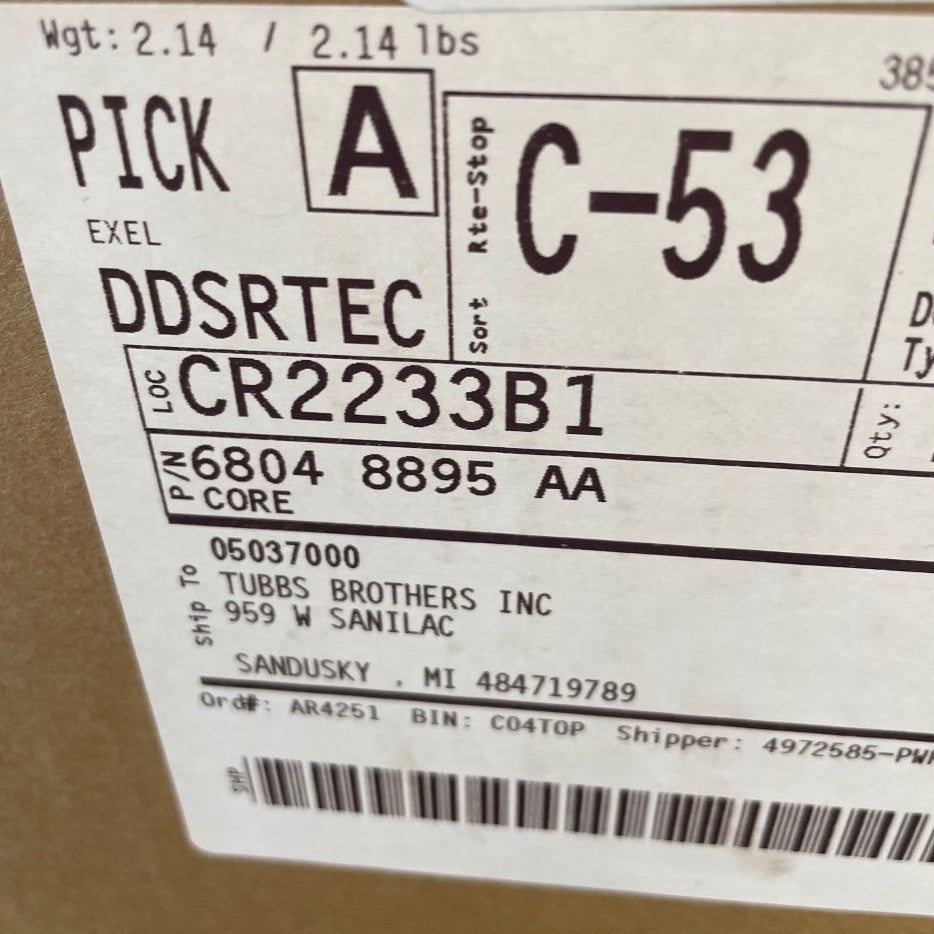 Wgt: 2.14 / 2.14 lbs
385
PICK A
Sort Rte-Stop C-53
EXEL
DDSRTEC
LOC CR2233B1
Qty:
P/N 6804 8895 AA
CORE
Ship To
05037000
TUBBS BROTHERS INC
959 W SANILAC
SANDUSKY , MI 484719789
Ord#: AR4251 BIN: C04TOP Shipper: 4972585-PW
SHP